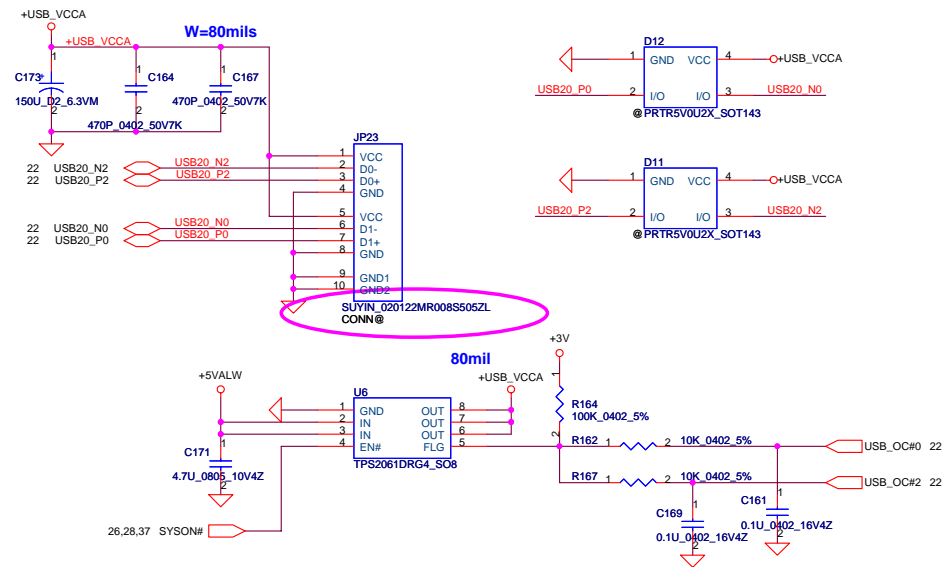 +USB_VCCA
+USB_VCCA
W=80mils
1
C173
+
150U_D2_6.3VM
2
1
C164
2
470P_0402_50V7K
1
C167
470P_0402_50V7K
2
JP23
1 VCC
22 USB20_N2 USB20_N2 2 D0-
22 USB20_P2 USB20_P2 3 D0+
4 GND
5 VCC
22 USB20_N0 USB20_N0 6 D1-
22 USB20_P0 USB20_P0 7 D1+
8 GND
9 GND1
10 GND2
SUYIN_020122MR008S505ZL
CONN@
D12
1 GND VCC 4 +USB_VCCA
USB20_P0 2 I/O I/O 3 USB20_N0
@PRTR5V0U2X_SOT143
D11
1 GND VCC 4 +USB_VCCA
USB20_P2 2 I/O I/O 3 USB20_N2
@PRTR5V0U2X_SOT143
80mil
+5VALW
+USB_VCCA
+3V
U6
1 GND OUT 8
2 IN OUT 7
3 IN OUT 6
4 EN# FLG 5
TPS2061DRG4_SO8
1
C171
4.7U_0805_10V4Z
2
26,28,37 SYSON#
1
R164
100K_0402_5%
2
R162 1 2 10K_0402_5% USB_OC#0 22
R167 1 2 10K_0402_5% USB_OC#2 22
1
C169
0.1U_0402_16V4Z
2
1
C161
0.1U_0402_16V4Z
2